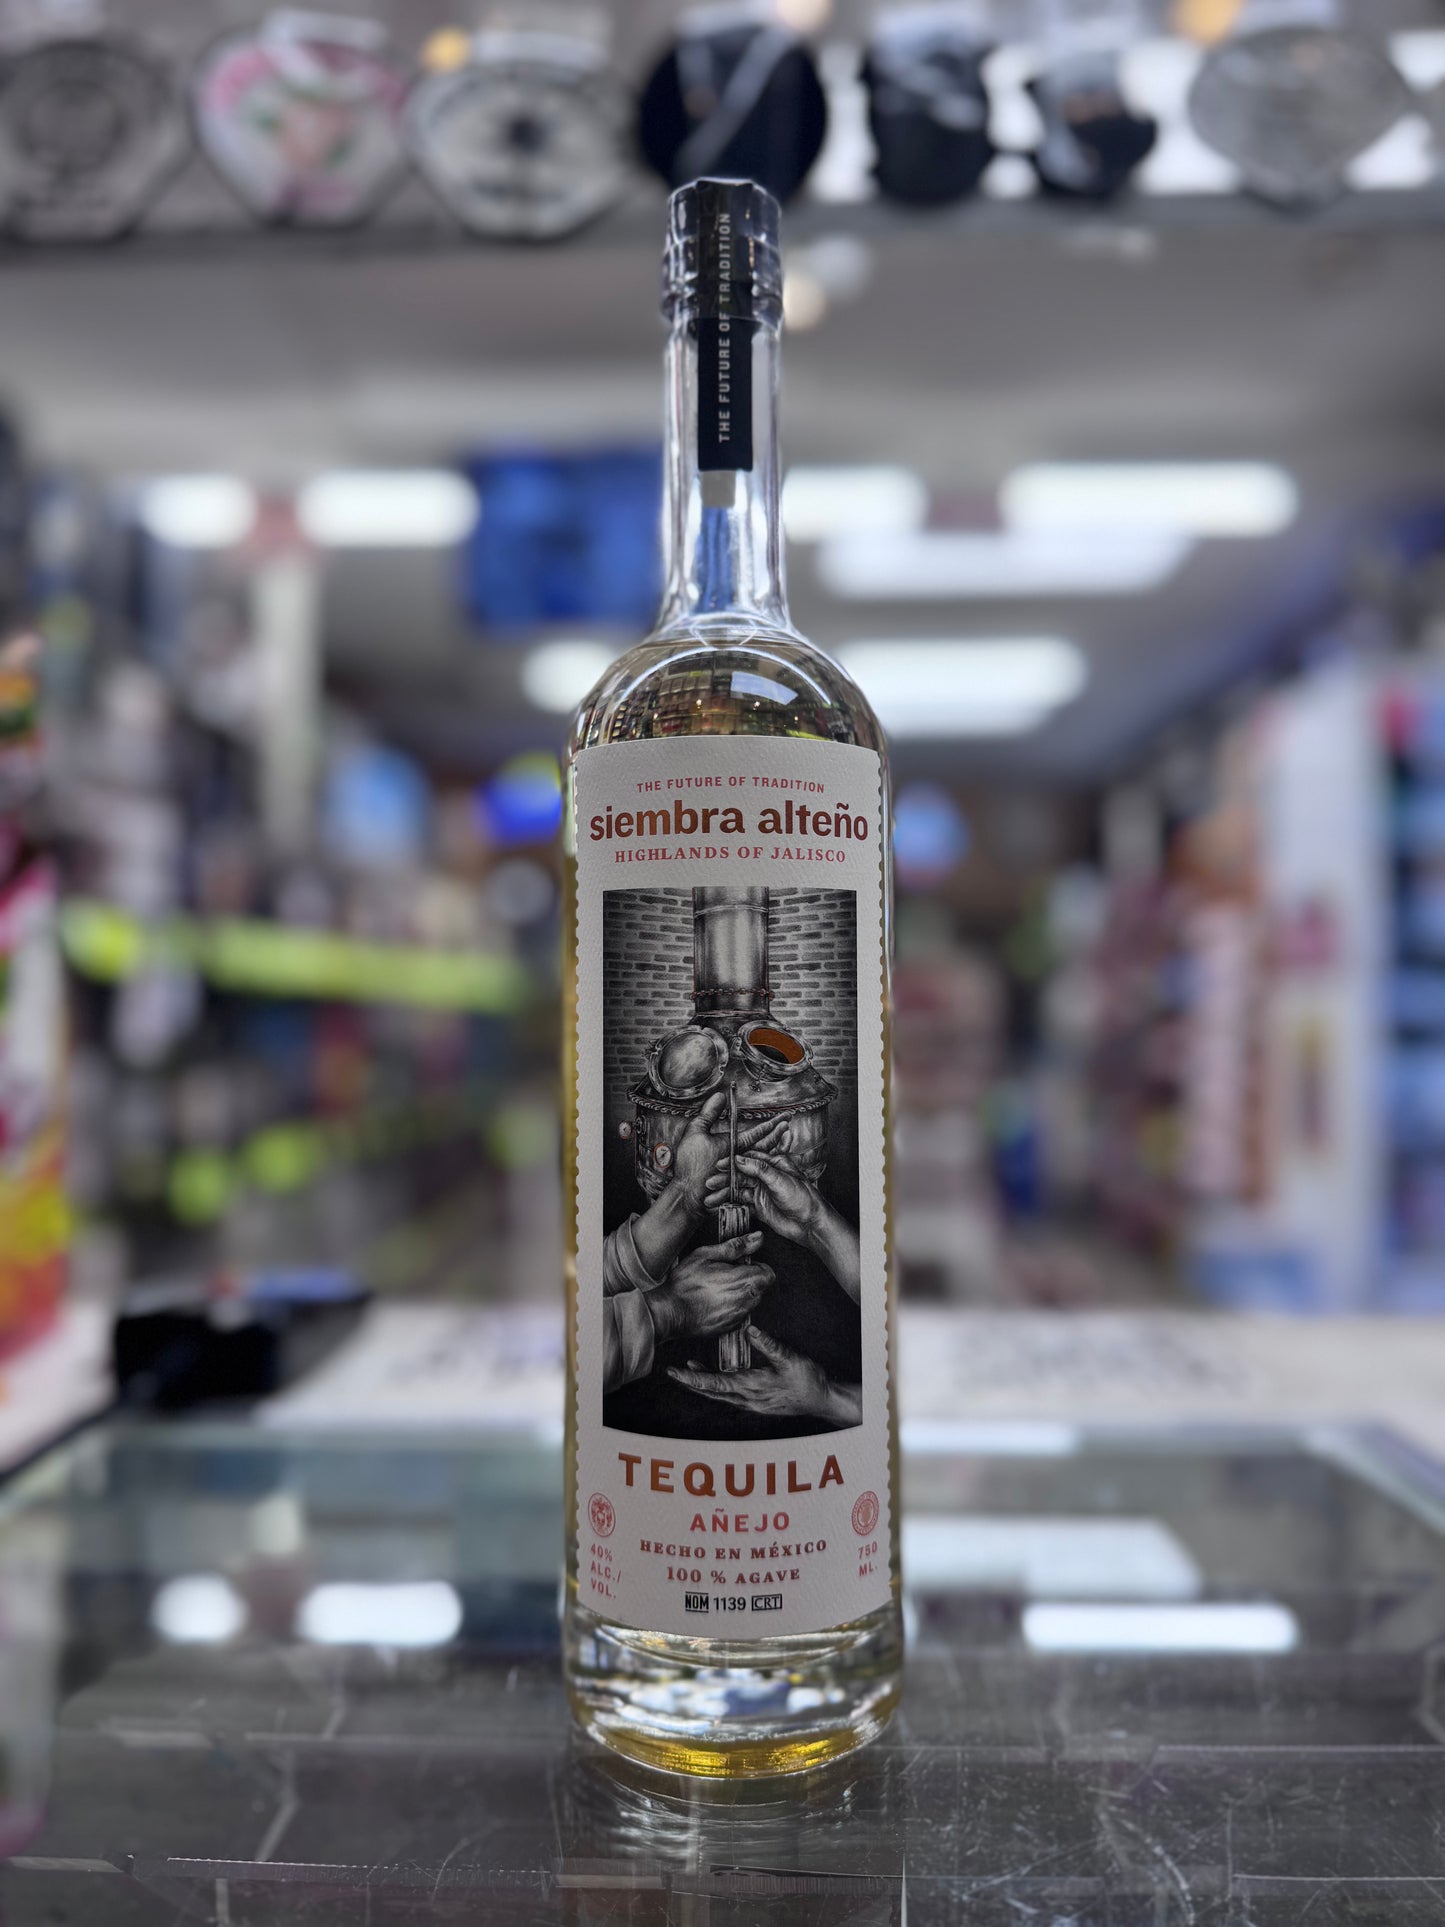 THE FUTURE OF TRADITION
THE FUTURE OF TRADITION
siembra alteño
HIGHLANDS OF JALISCO
TEQUILA
AÑEJO
HECHO EN MÉXICO
100 % AGAVE
40%
ALC./
VOL.
750
ML.
NOM 1139 CRT